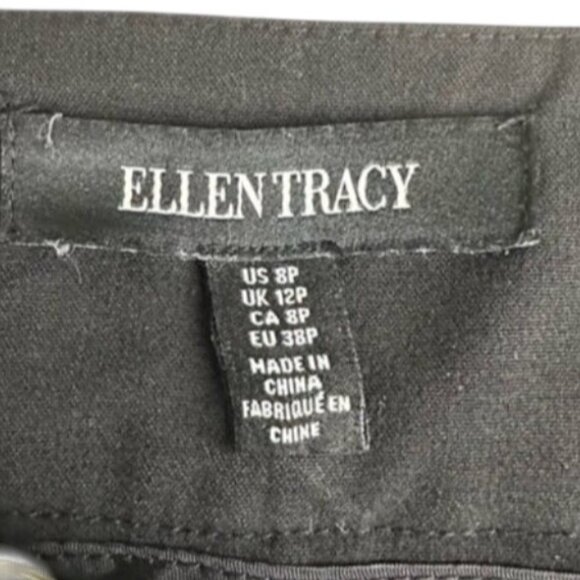 ELLEN TRACY
US 8P
UK 12P
CA 8P
EU 38P
MADE IN
CHINA
FABRIQUÉ EN
CHINE